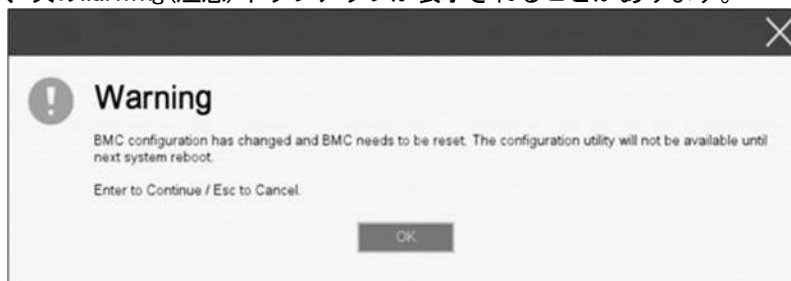 Warning
BMC configuration has changed and BMC needs to be reset. The configuration utility will not be available until
next system reboot.
Enter to Continue / Esc to Cancel.
OK